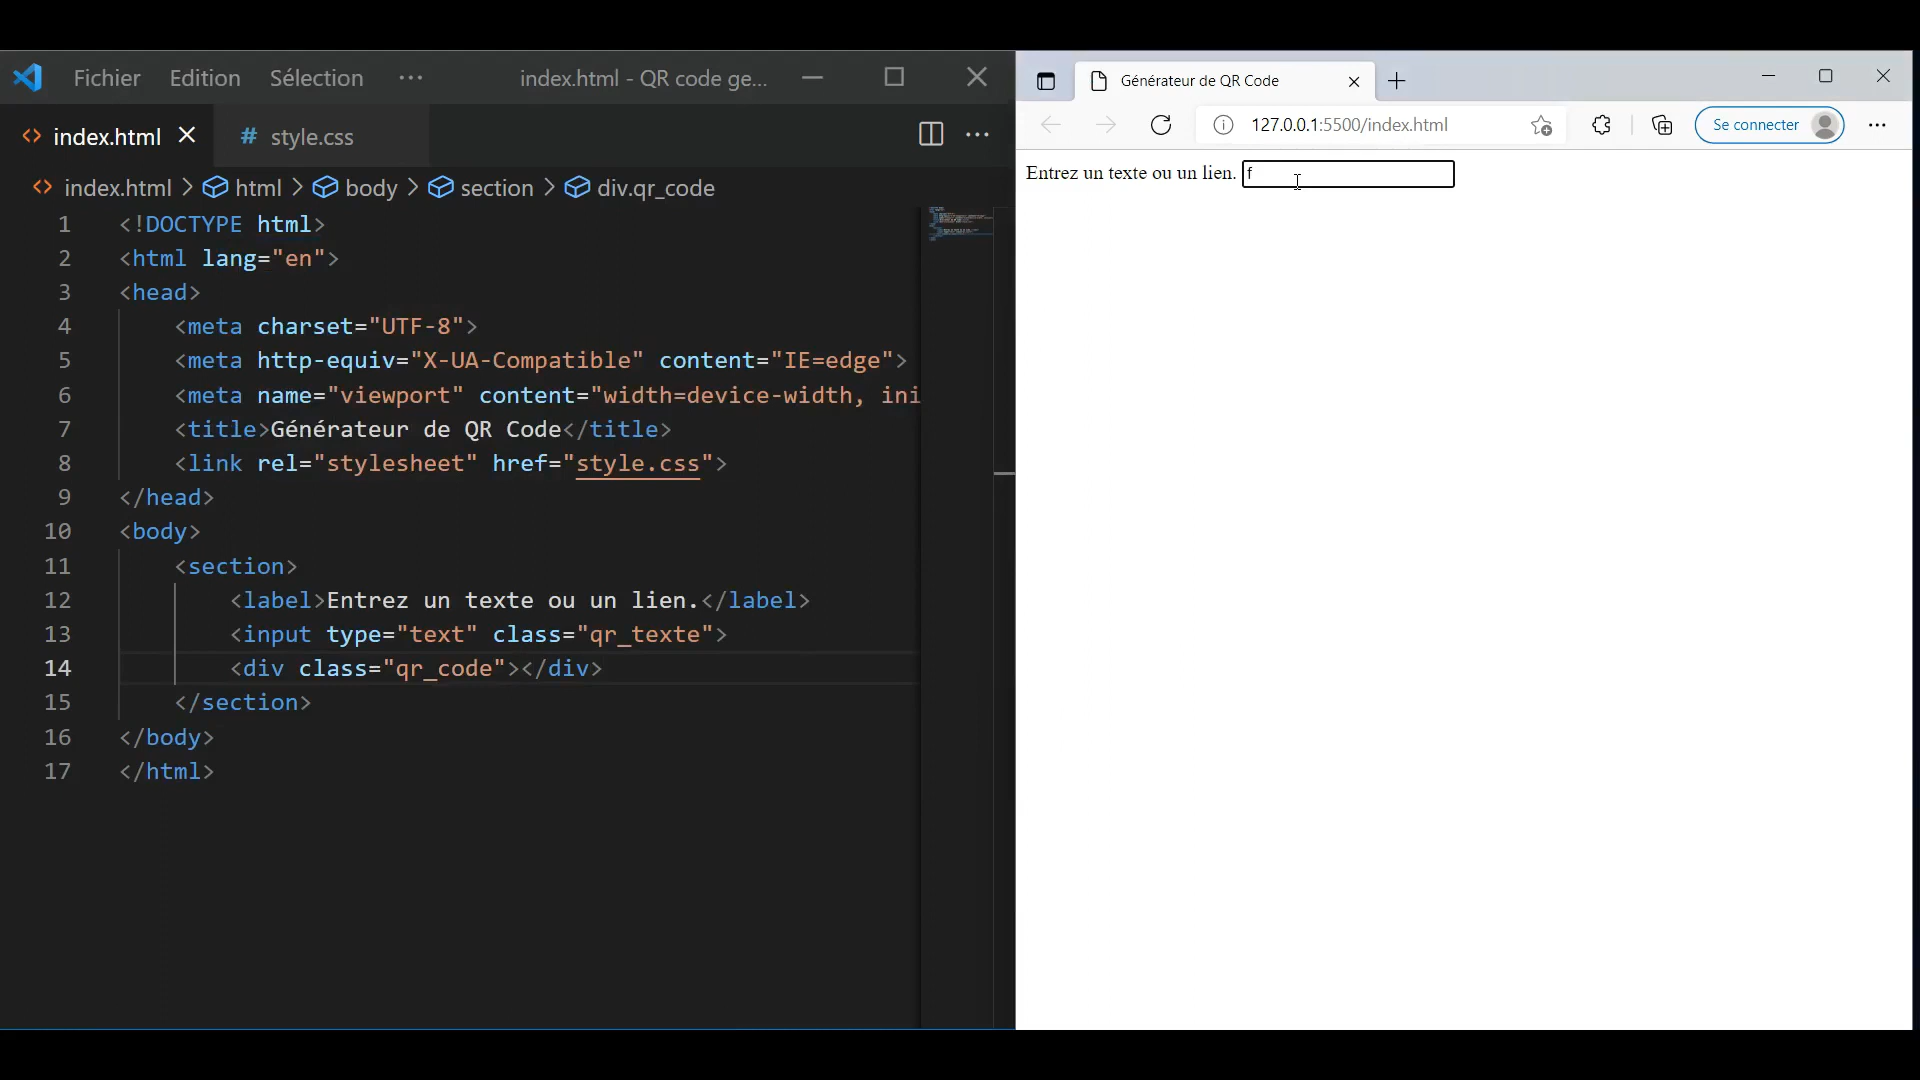 Fichier Edition Sélection ··· index.html - QR code ge...
index.html # style.css ···
index.html > html > body > section > div.qr_code
1 <!DOCTYPE html>
2 <html lang="en">
3 <head>
4 <meta charset="UTF-8">
5 <meta http-equiv="X-UA-Compatible" content="IE=edge">
6 <meta name="viewport" content="width=device-width, ini
7 <title>Générateur de QR Code</title>
8 <link rel="stylesheet" href="style.css">
9 </head>
10 <body>
11 <section>
12 <label>Entrez un texte ou un lien.</label>
13 <input type="text" class="qr_texte">
14 <div class="qr_code"></div>
15 </section>
16 </body>
17 </html>
Générateur de QR Code
127.0.0.1:5500/index.html Se connecter ···
Entrez un texte ou un lien. f